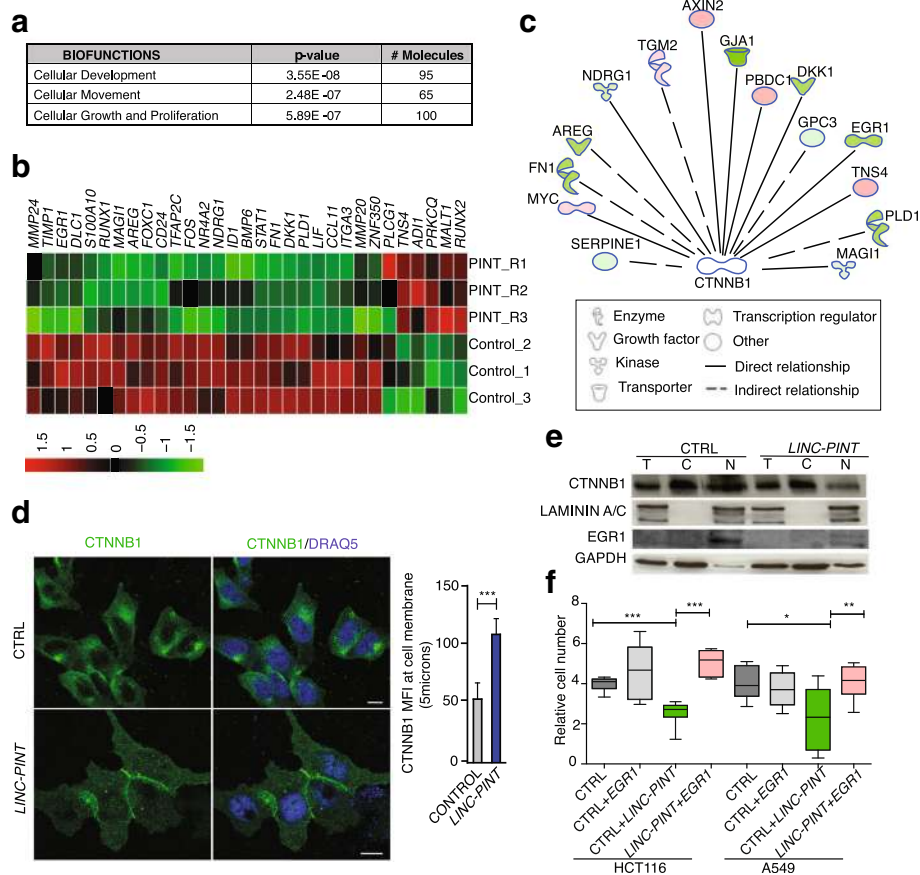 a
BIOFUNCTIONS p-value # Molecules
Cellular Development 3.55E-08 95
Cellular Movement 2.48E-07 65
Cellular Growth and Proliferation 5.89E-07 100
b
MMP24 TIMP1 EGR1 DLC1 S100A10 RUNX1 MAGI1 AREG FOXC1 CD24 TFAP2C FOS NR4A2 NDRG1 ID1 BMP6 STAT1 FN1 DKK1 PLD1 LIF CCL11 ITGA3 MMP20 ZNF350 PLCG1 TNS4 ADI1 PRKCQ MALT1 RUNX2
PINT_R1
PINT_R2
PINT_R3
Control_2
Control_1
Control_3
1.5 1 0.5 0 −0.5 −1 −1.5
c
AXIN2
TGM2 GJA1
NDRG1 PBDC1 DKK1
AREG GPC3 EGR1
FN1 TNS4
MYC PLD1
SERPINE1 MAGI1
CTNNB1
Enzyme Transcription regulator
Growth factor Other
Kinase Direct relationship
Transporter Indirect relationship
d
CTNNB1 CTNNB1/DRAQ5
CTRL
LINC-PINT
CTNNB1 MFI at cell membrane
(5microns)
150
100
50
0
***
CONTROL
LINC-PINT
e
CTRL LINC-PINT
T C N T C N
CTNNB1
LAMININ A/C
EGR1
GAPDH
f
Relative cell number
8
4
0
*** *** * **
CTRL
CTRL+EGR1
CTRL+LINC-PINT
LINC-PINT+EGR1
CTRL
CTRL+EGR1
CTRL+LINC-PINT
LINC-PINT+EGR1
HCT116 A549